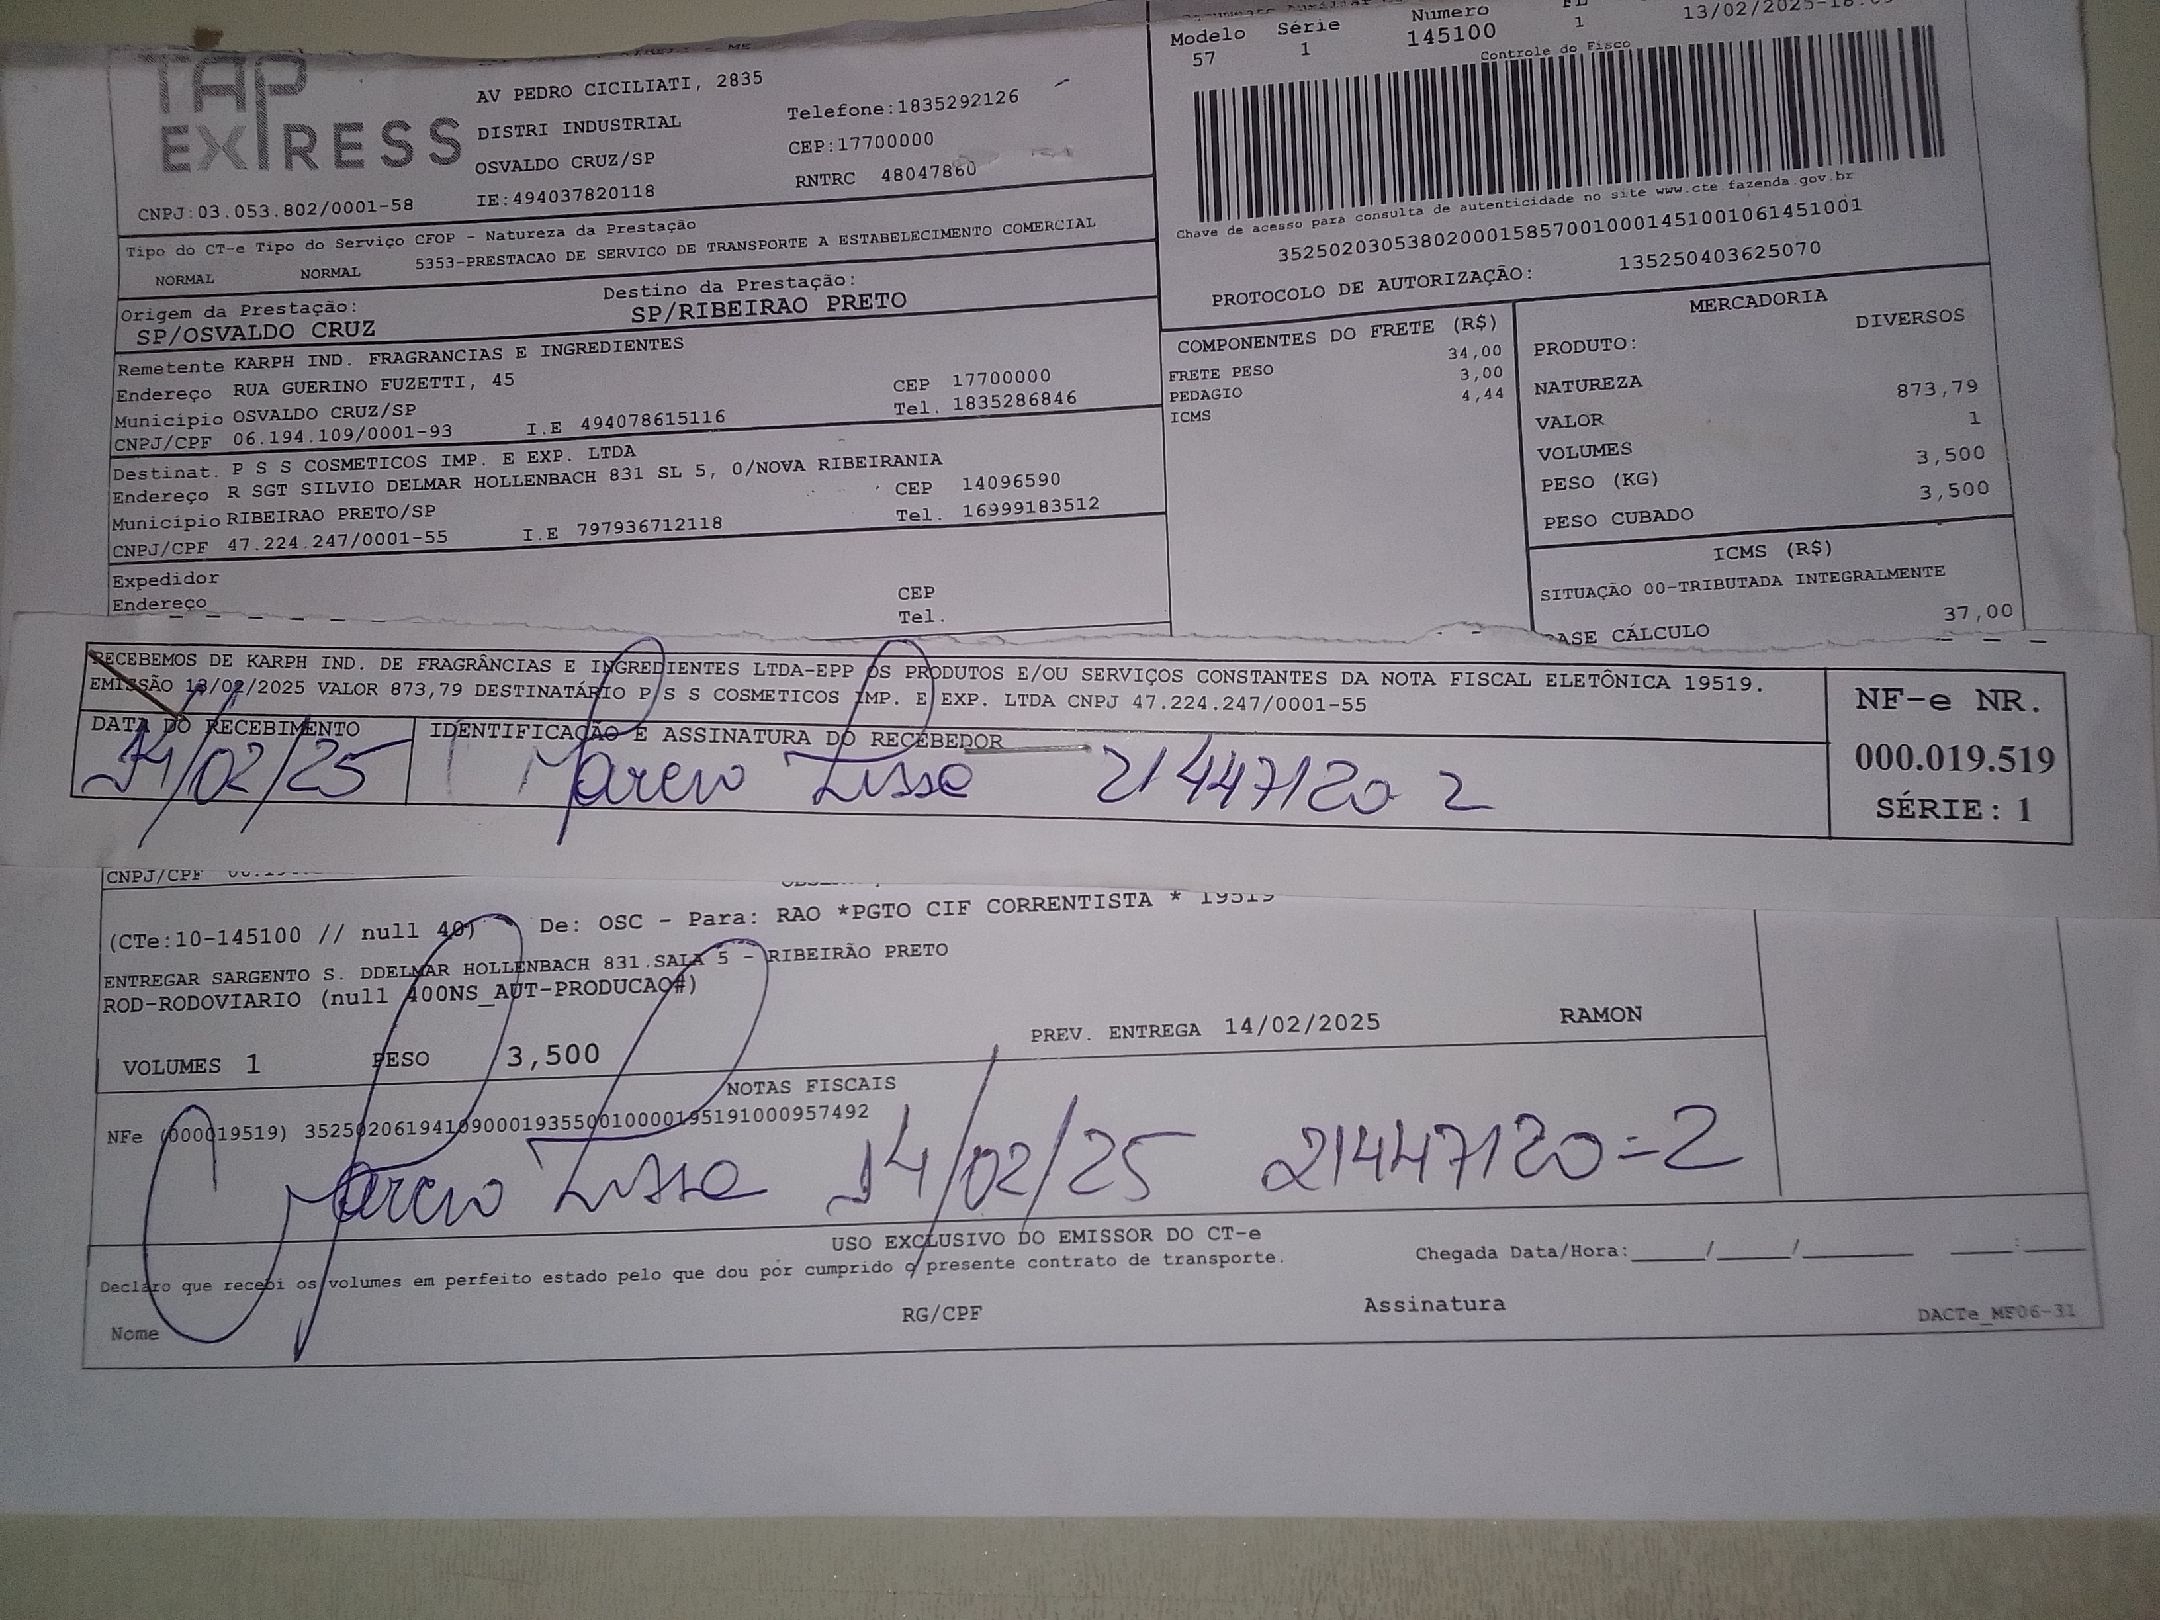 Modelo Série Numero
57 1 145100 1 13/02/2025
Controle do Fisco
TAP EXPRESS
AV PEDRO CICILIATI, 2835
DISTRI INDUSTRIAL Telefone:1835292126
OSVALDO CRUZ/SP CEP:17700000
CNPJ:03.053.802/0001-58 IE:494037820118 RNTRC 48047860
Chave de acesso para consulta de autenticidade no site www.cte.fazenda.gov.br
35250203053802000158570010001451001061451001
PROTOCOLO DE AUTORIZAÇÃO: 135250403625070
Tipo do CT-e Tipo do Serviço CFOP - Natureza da Prestação
NORMAL NORMAL 5353-PRESTACAO DE SERVICO DE TRANSPORTE A ESTABELECIMENTO COMERCIAL
Origem da Prestação: Destino da Prestação:
SP/OSVALDO CRUZ SP/RIBEIRAO PRETO
Remetente KARPH IND. FRAGRANCIAS E INGREDIENTES
Endereço RUA GUERINO FUZETTI, 45 CEP 17700000
Município OSVALDO CRUZ/SP Tel. 1835286846
CNPJ/CPF 06.194.109/0001-93 I.E 494078615116
Destinat. P S S COSMETICOS IMP. E EXP. LTDA
Endereço R SGT SILVIO DELMAR HOLLENBACH 831 SL 5, 0/NOVA RIBEIRANIA
Município RIBEIRAO PRETO/SP CEP 14096590
CNPJ/CPF 47.224.247/0001-55 I.E 797936712118 Tel. 16999183512
Expedidor CEP
Endereço Tel.
COMPONENTES DO FRETE (R$)
FRETE PESO 34,00
PEDAGIO 3,00
ICMS 4,44
MERCADORIA
PRODUTO: DIVERSOS
NATUREZA
VALOR 873,79
VOLUMES 1
PESO (KG) 3,500
PESO CUBADO 3,500
ICMS (R$)
SITUAÇÃO 00-TRIBUTADA INTEGRALMENTE
BASE CÁLCULO 37,00
RECEBEMOS DE KARPH IND. DE FRAGRÂNCIAS E INGREDIENTES LTDA-EPP OS PRODUTOS E/OU SERVIÇOS CONSTANTES DA NOTA FISCAL ELETÔNICA 19519.
EMISSÃO 13/02/2025 VALOR 873,79 DESTINATÁRIO P S S COSMETICOS IMP. E EXP. LTDA CNPJ 47.224.247/0001-55
DATA DO RECEBIMENTO IDENTIFICAÇÃO E ASSINATURA DO RECEBEDOR
14/02/25 Marcio 21447120 2
NF-e NR.
000.019.519
SÉRIE: 1
CNPJ/CPF
(CTe:10-145100 // null 40) De: OSC - Para: RAO *PGTO CIF CORRENTISTA * 19519
ENTREGAR SARGENTO S. DDELMAR HOLLENBACH 831.SALA 5 - RIBEIRÃO PRETO
ROD-RODOVIARIO (null 400NS_AUT-PRODUCAO#)
PREV. ENTREGA 14/02/2025 RAMON
VOLUMES 1 PESO 3,500
NOTAS FISCAIS
NFe (000019519) 35250206194109000193550010000195191000957492
Marcio 14/02/25 21447120=2
USO EXCLUSIVO DO EMISSOR DO CT-e
Declaro que recebi os volumes em perfeito estado pelo que dou por cumprido o presente contrato de transporte. Chegada Data/Hora:_____/_____/_______ ____:____
Nome RG/CPF Assinatura
DACTe_MF06-31